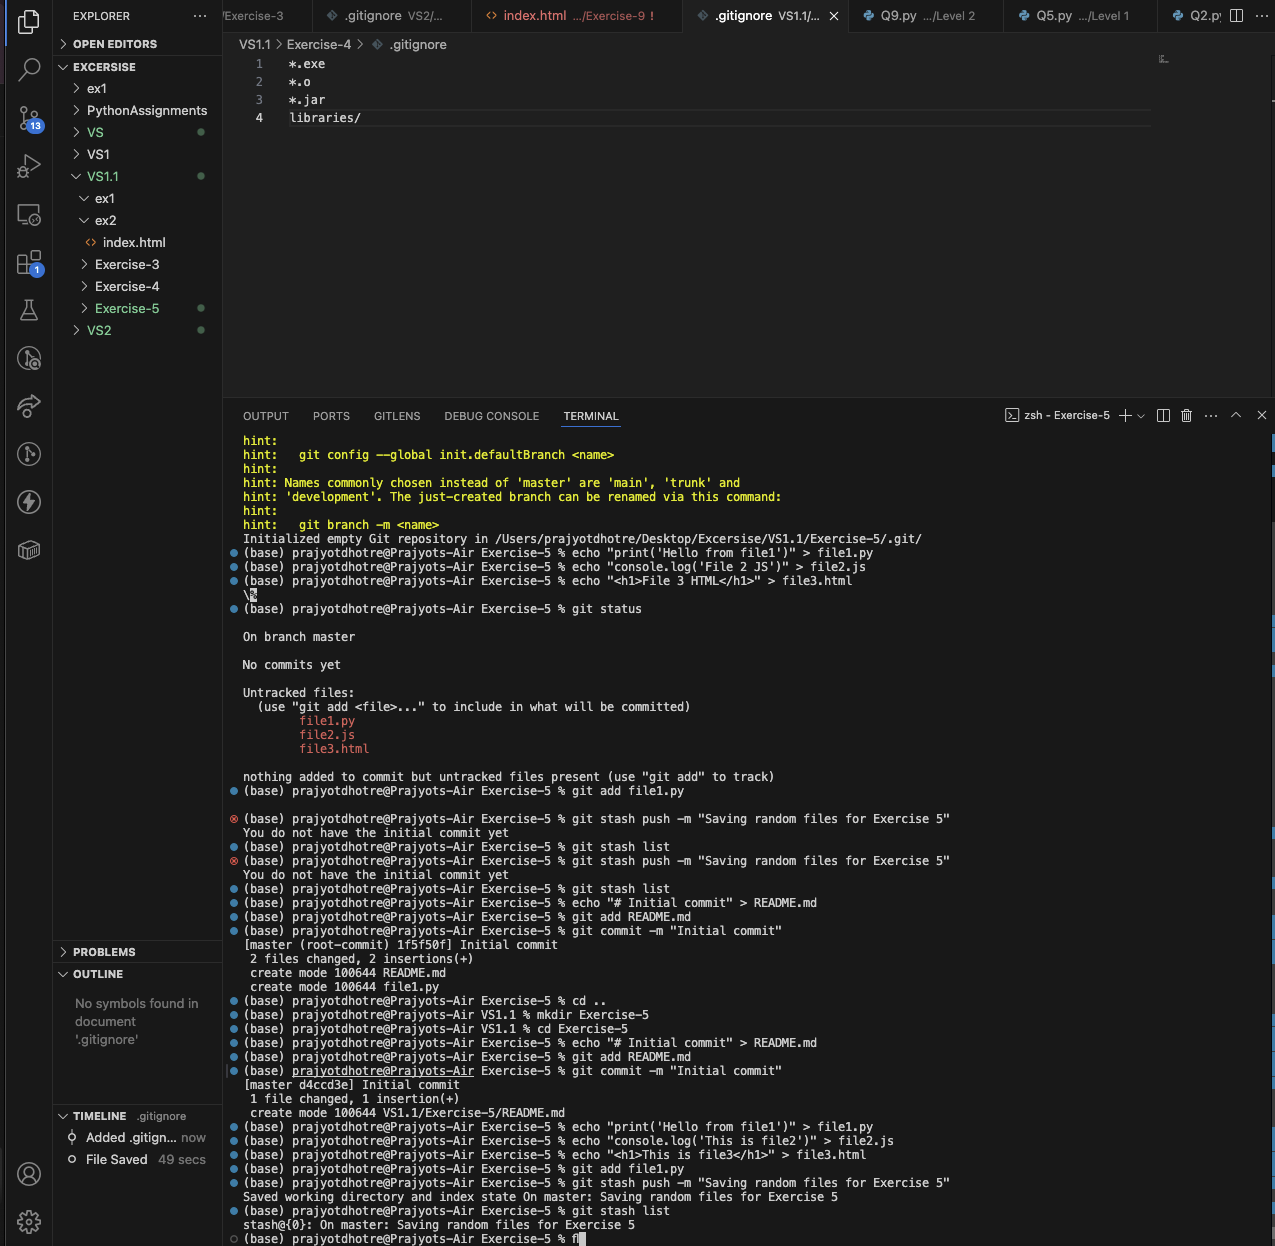 EXPLORER
/Exercise-3
.gitignore VS2/...
index.html .../Exercise-9 !
.gitignore VS1.1/...
Q9.py .../Level 2
Q5.py .../Level 1
Q2.py
OPEN EDITORS
EXCERSISE
ex1
PythonAssignments
VS
VS1
VS1.1
ex1
ex2
index.html
Exercise-3
Exercise-4
Exercise-5
VS2
13
1
VS1.1 > Exercise-4 > .gitignore
1 *.exe
2 *.o
3 *.jar
4 libraries/
OUTPUT PORTS GITLENS DEBUG CONSOLE TERMINAL
zsh - Exercise-5
hint:
hint:   git config --global init.defaultBranch <name>
hint:
hint: Names commonly chosen instead of 'master' are 'main', 'trunk' and
hint: 'development'. The just-created branch can be renamed via this command:
hint:
hint:   git branch -m <name>
Initialized empty Git repository in /Users/prajyotdhotre/Desktop/Excersise/VS1.1/Exercise-5/.git/
(base) prajyotdhotre@Prajyots-Air Exercise-5 % echo "print('Hello from file1')" > file1.py
(base) prajyotdhotre@Prajyots-Air Exercise-5 % echo "console.log('File 2 JS')" > file2.js
(base) prajyotdhotre@Prajyots-Air Exercise-5 % echo "<h1>File 3 HTML</h1>" > file3.html
\%
(base) prajyotdhotre@Prajyots-Air Exercise-5 % git status
On branch master
No commits yet
Untracked files:
(use "git add <file>..." to include in what will be committed)
file1.py
file2.js
file3.html
nothing added to commit but untracked files present (use "git add" to track)
(base) prajyotdhotre@Prajyots-Air Exercise-5 % git add file1.py
(base) prajyotdhotre@Prajyots-Air Exercise-5 % git stash push -m "Saving random files for Exercise 5"
You do not have the initial commit yet
(base) prajyotdhotre@Prajyots-Air Exercise-5 % git stash list
(base) prajyotdhotre@Prajyots-Air Exercise-5 % git stash push -m "Saving random files for Exercise 5"
You do not have the initial commit yet
(base) prajyotdhotre@Prajyots-Air Exercise-5 % git stash list
(base) prajyotdhotre@Prajyots-Air Exercise-5 % echo "# Initial commit" > README.md
(base) prajyotdhotre@Prajyots-Air Exercise-5 % git add README.md
(base) prajyotdhotre@Prajyots-Air Exercise-5 % git commit -m "Initial commit"
[master (root-commit) 1f5f50f] Initial commit
2 files changed, 2 insertions(+)
create mode 100644 README.md
create mode 100644 file1.py
(base) prajyotdhotre@Prajyots-Air Exercise-5 % cd ..
(base) prajyotdhotre@Prajyots-Air VS1.1 % mkdir Exercise-5
(base) prajyotdhotre@Prajyots-Air VS1.1 % cd Exercise-5
(base) prajyotdhotre@Prajyots-Air Exercise-5 % echo "# Initial commit" > README.md
(base) prajyotdhotre@Prajyots-Air Exercise-5 % git add README.md
(base) prajyotdhotre@Prajyots-Air Exercise-5 % git commit -m "Initial commit"
[master d4ccd3e] Initial commit
1 file changed, 1 insertion(+)
create mode 100644 VS1.1/Exercise-5/README.md
(base) prajyotdhotre@Prajyots-Air Exercise-5 % echo "print('Hello from file1')" > file1.py
(base) prajyotdhotre@Prajyots-Air Exercise-5 % echo "console.log('This is file2')" > file2.js
(base) prajyotdhotre@Prajyots-Air Exercise-5 % echo "<h1>This is file3</h1>" > file3.html
(base) prajyotdhotre@Prajyots-Air Exercise-5 % git add file1.py
(base) prajyotdhotre@Prajyots-Air Exercise-5 % git stash push -m "Saving random files for Exercise 5"
Saved working directory and index state On master: Saving random files for Exercise 5
(base) prajyotdhotre@Prajyots-Air Exercise-5 % git stash list
stash@{0}: On master: Saving random files for Exercise 5
(base) prajyotdhotre@Prajyots-Air Exercise-5 % f
PROBLEMS
OUTLINE
No symbols found in
document
'.gitignore'
TIMELINE .gitignore
Added .gitign... now
File Saved 49 secs